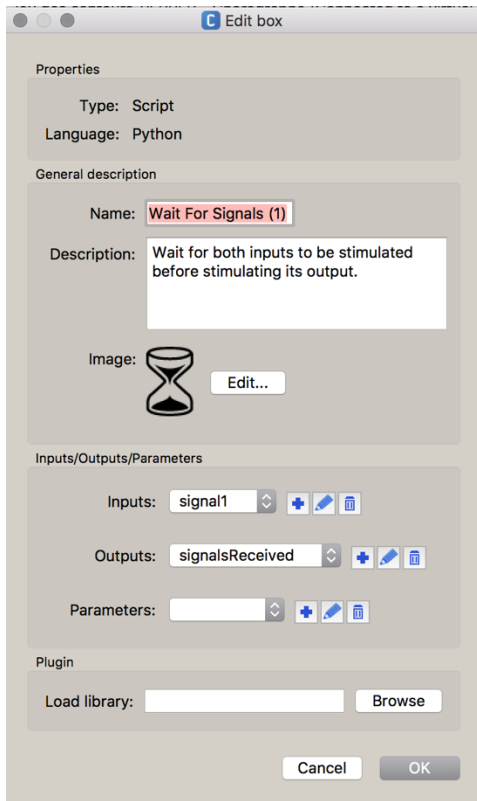 C Edit box
Properties
Type: Script
Language: Python
General description
Name: Wait For Signals (1)
Description: Wait for both inputs to be stimulated
before stimulating its output.
Image:
Edit...
Inputs/Outputs/Parameters
Inputs: signal1
Outputs: signalsReceived
Parameters:
Plugin
Load library: Browse
Cancel OK